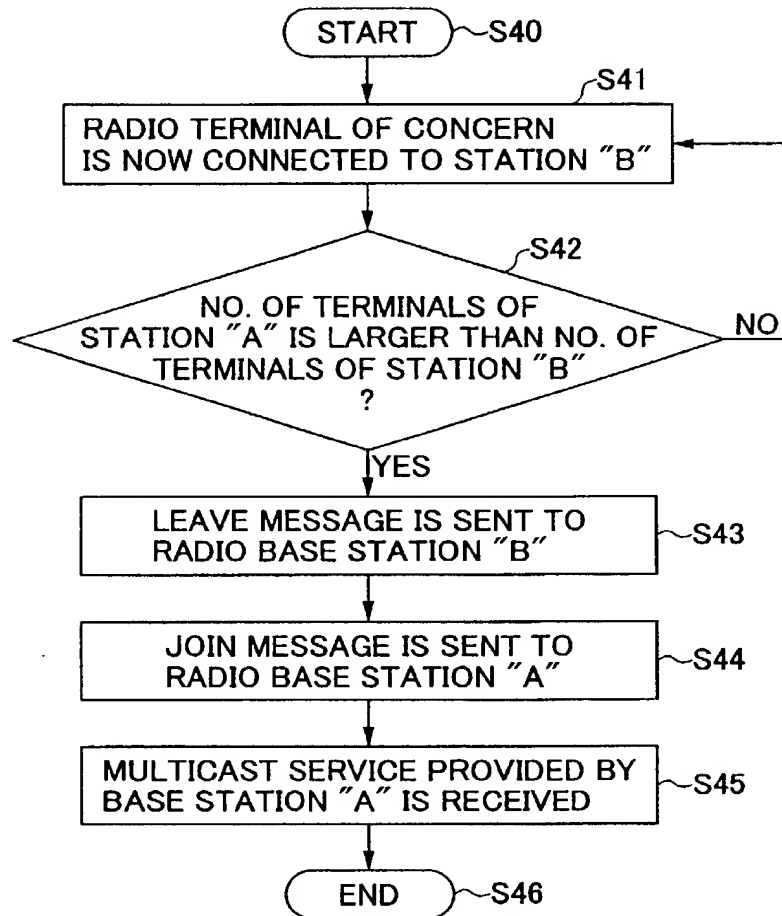 START
S40
S41
RADIO TERMINAL OF CONCERN
IS NOW CONNECTED TO STATION "B"
S42
NO. OF TERMINALS OF
STATION "A" IS LARGER THAN NO. OF
TERMINALS OF STATION "B"
?
NO
YES
LEAVE MESSAGE IS SENT TO
RADIO BASE STATION "B"
S43
JOIN MESSAGE IS SENT TO
RADIO BASE STATION "A"
S44
MULTICAST SERVICE PROVIDED BY
BASE STATION "A" IS RECEIVED
S45
END
S46